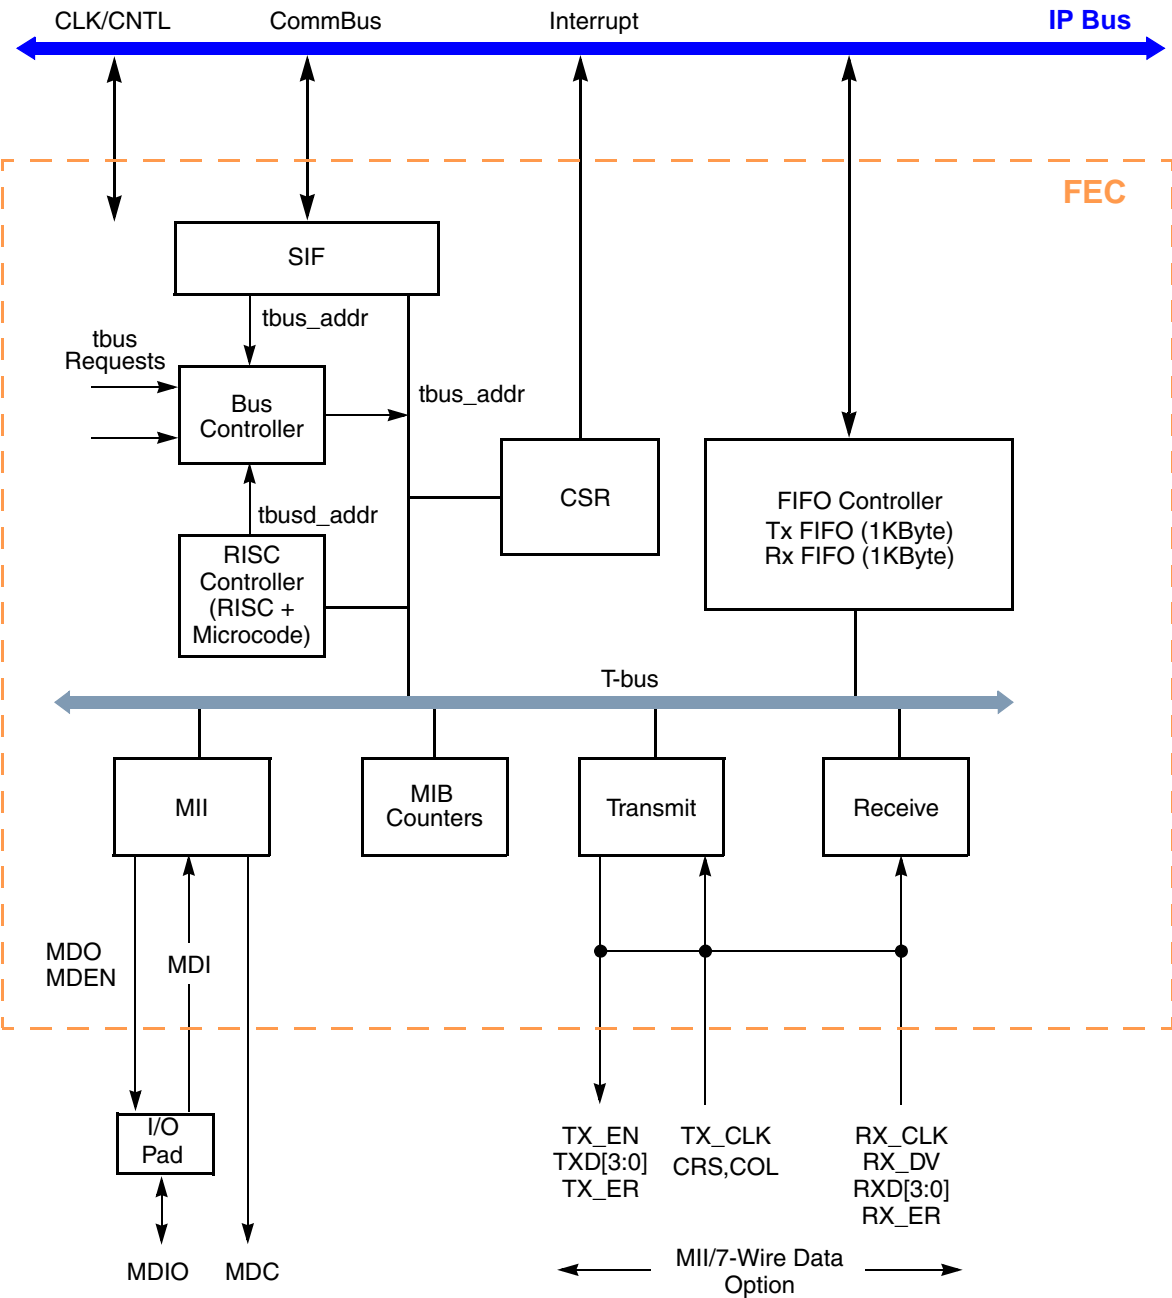 CLK/CNTL
CommBus
Interrupt
IP Bus
FEC
SIF
tbus_addr
tbus
Requests
Bus
Controller
tbus_addr
CSR
FIFO Controller
Tx FIFO (1KByte)
Rx FIFO (1KByte)
tbusd_addr
RISC
Controller
(RISC +
Microcode)
T-bus
MII
MIB
Counters
Transmit
Receive
MDO
MDEN
MDI
I/O
Pad
MDIO
MDC
TX_EN
TXD[3:0]
TX_ER
TX_CLK
CRS,COL
RX_CLK
RX_DV
RXD[3:0]
RX_ER
MII/7-Wire Data
Option